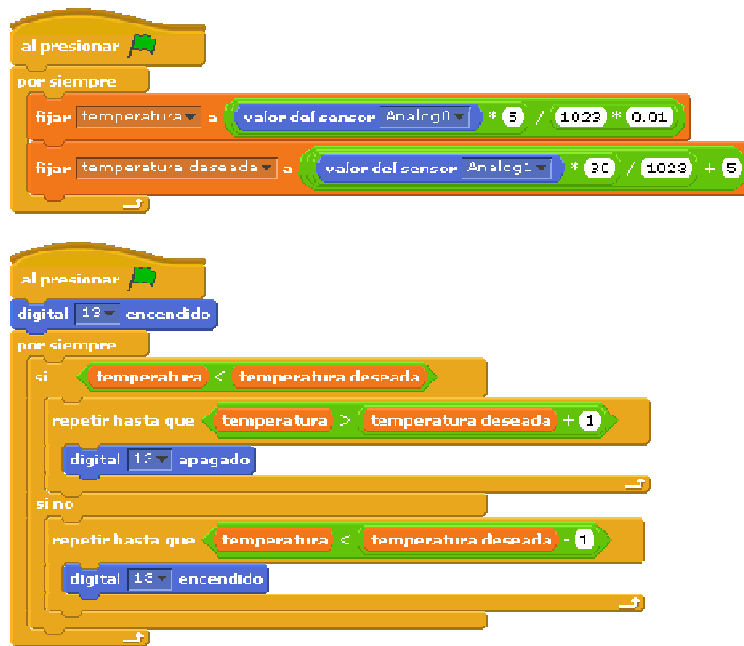 al presionar
por siempre
fijar temperatura a valor del sensor Analog0 * 5 / 1023 * 0.01
fijar temperatura deseada a valor del sensor Analog1 * 30 / 1023 + 5
al presionar
digital 13 encendido
por siempre
si temperatura < temperatura deseada
repetir hasta que temperatura > temperatura deseada + 1
digital 13 apagado
si no
repetir hasta que temperatura < temperatura deseada - 1
digital 13 encendido